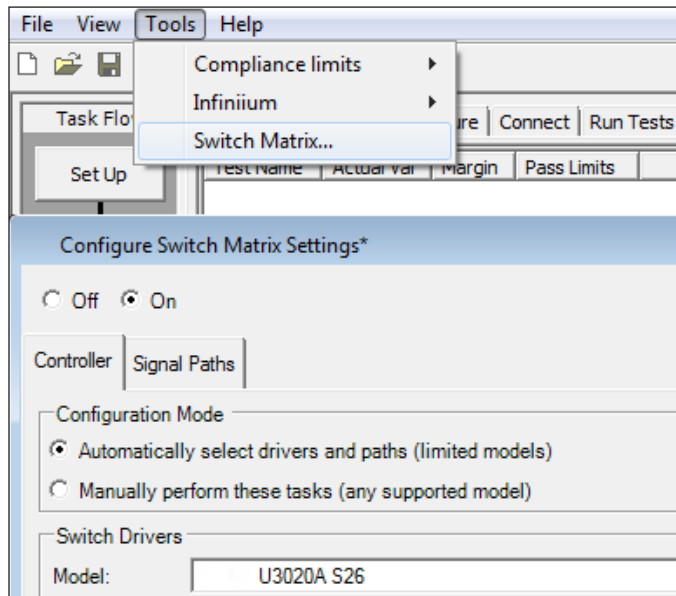 File View Tools Help
Compliance limits
Infiniium
Switch Matrix...
Task Flo
ure Connect Run Tests
Set Up
Test Name Actual Val Margin Pass Limits
Configure Switch Matrix Settings*
Off On
Controller Signal Paths
Configuration Mode
Automatically select drivers and paths (limited models)
Manually perform these tasks (any supported model)
Switch Drivers
Model: U3020A S26